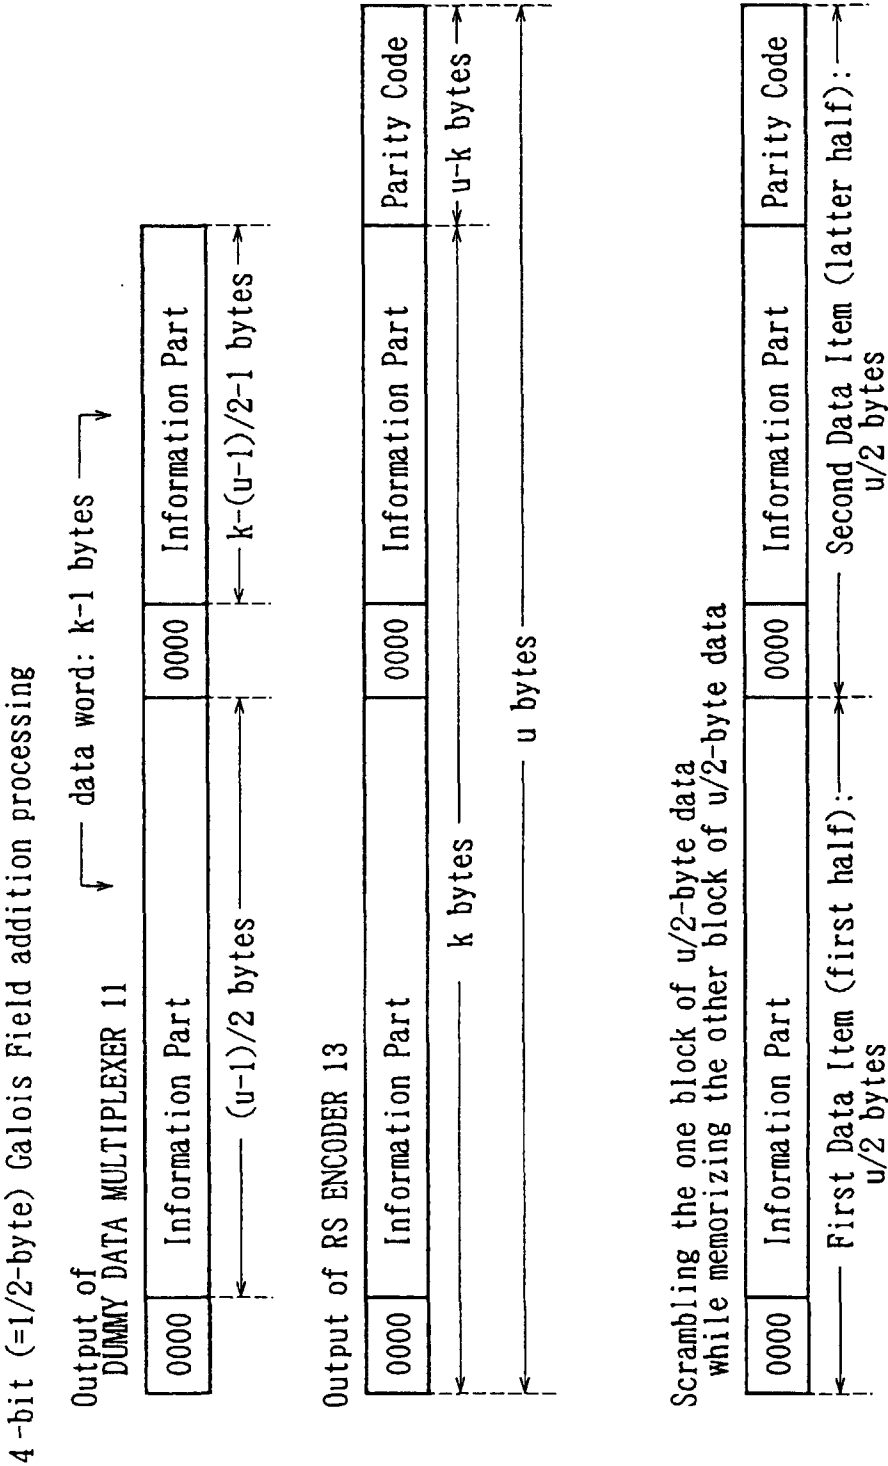 4-bit (=1/2-byte) Galois Field addition processing
Output of
DUMMY DATA MULTIPLEXER 11
data word: k-1 bytes
0000 Information Part 0000 Information Part
(u-1)/2 bytes k-(u-1)/2-1 bytes
Output of RS ENCODER 13
0000 Information Part 0000 Information Part Parity Code
k bytes u-k bytes
u bytes
Scrambling the one block of u/2-byte data
while memorizing the other block of u/2-byte data
0000 Information Part 0000 Information Part Parity Code
First Data Item (first half): Second Data Item (latter half):
u/2 bytes u/2 bytes